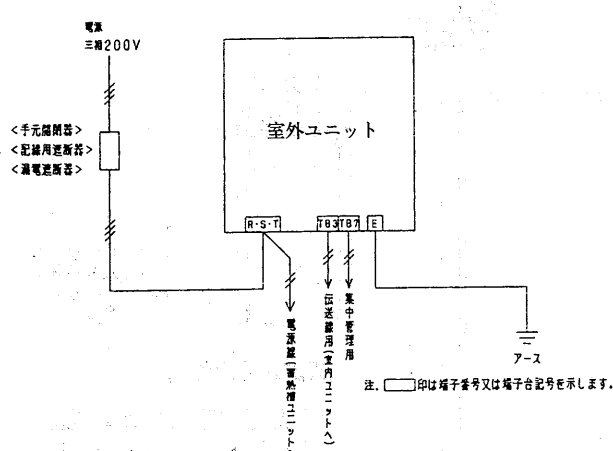 電源
三相200V
<手元開閉器>
<配線用遮断器>
<漏電遮断器>
室外ユニット
R・S・T
TB3
TB7
E
電源線(蓄熱槽ユニット
伝送線用(室内ユニットへ)
集中管理用
アース
注. 印は端子番号又は端子台記号を示します.